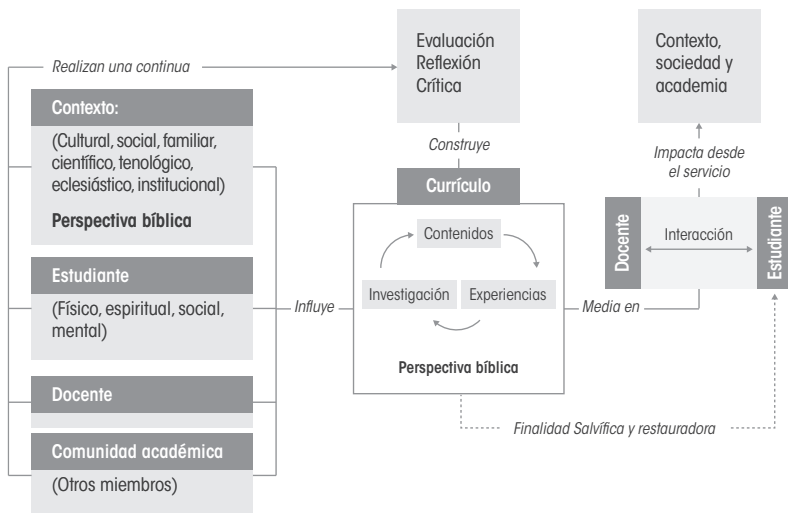 Realizan una continua
Contexto:
(Cultural, social, familiar,
científico, tenológico,
eclesiástico, institucional)
Perspectiva bíblica
Estudiante
(Físico, espiritual, social,
mental)
Docente
Comunidad académica
(Otros miembros)
Influye
Evaluación
Reflexión
Crítica
Construye
Currículo
Contenidos
Investigación
Experiencias
Perspectiva bíblica
Media en
Finalidad Salvífica y restauradora
Contexto,
sociedad y
academia
Impacta desde
el servicio
Docente
Interacción
Estudiante